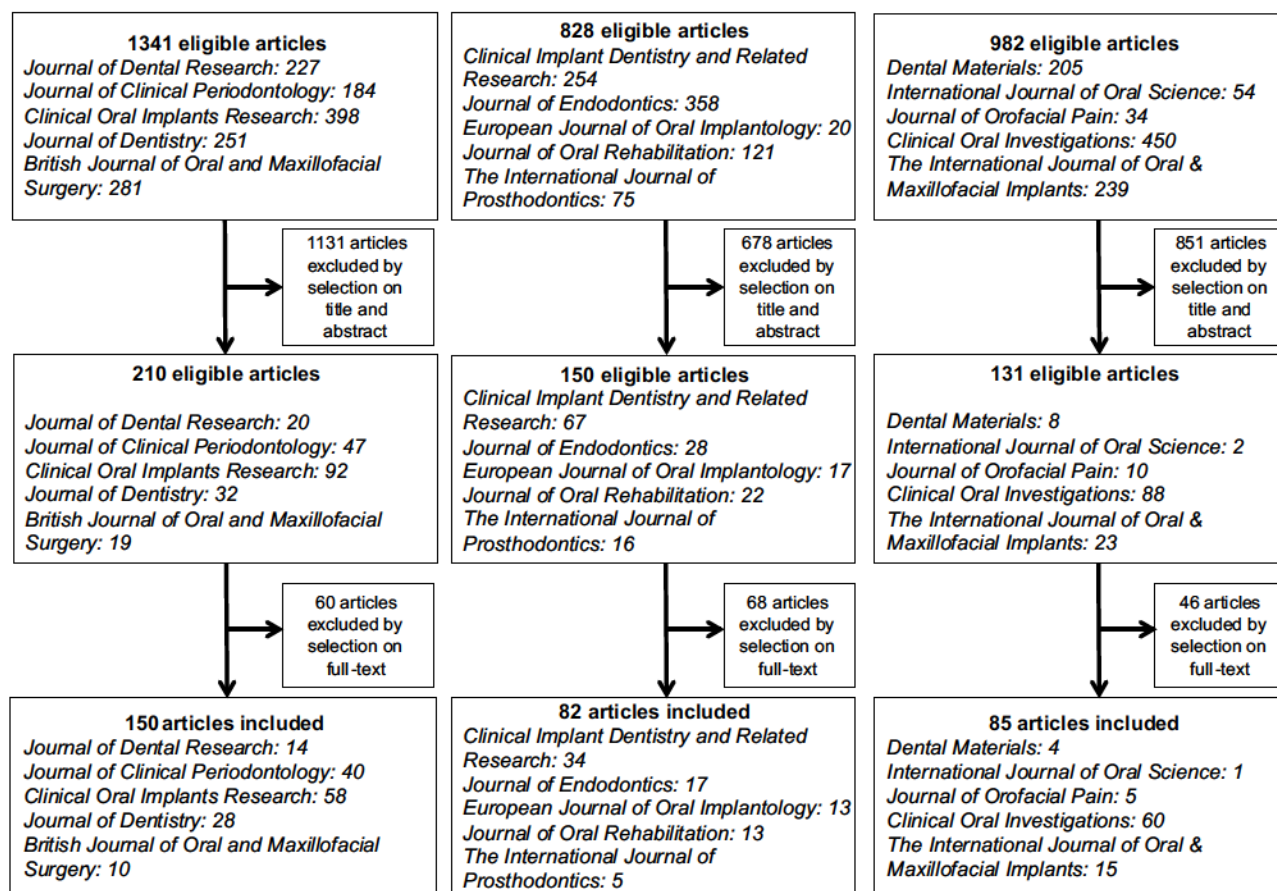 1341 eligible articles
Journal of Dental Research: 227
Journal of Clinical Periodontology: 184
Clinical Oral Implants Research: 398
Journal of Dentistry: 251
British Journal of Oral and Maxillofacial
Surgery: 281
828 eligible articles
Clinical Implant Dentistry and Related
Research: 254
Journal of Endodontics: 358
European Journal of Oral Implantology: 20
Journal of Oral Rehabilitation: 121
The International Journal of
Prosthodontics: 75
982 eligible articles
Dental Materials: 205
International Journal of Oral Science: 54
Journal of Orofacial Pain: 34
Clinical Oral Investigations: 450
The International Journal of Oral &
Maxillofacial Implants: 239
1131 articles
excluded by
selection on
title and
abstract
678 articles
excluded by
selection on
title and
abstract
851 articles
excluded by
selection on
title and
abstract
210 eligible articles
Journal of Dental Research: 20
Journal of Clinical Periodontology: 47
Clinical Oral Implants Research: 92
Journal of Dentistry: 32
British Journal of Oral and Maxillofacial
Surgery: 19
150 eligible articles
Clinical Implant Dentistry and Related
Research: 67
Journal of Endodontics: 28
European Journal of Oral Implantology: 17
Journal of Oral Rehabilitation: 22
The International Journal of
Prosthodontics: 16
131 eligible articles
Dental Materials: 8
International Journal of Oral Science: 2
Journal of Orofacial Pain: 10
Clinical Oral Investigations: 88
The International Journal of Oral &
Maxillofacial Implants: 23
60 articles
excluded by
selection on
full-text
68 articles
excluded by
selection on
full-text
46 articles
excluded by
selection on
full-text
150 articles included
Journal of Dental Research: 14
Journal of Clinical Periodontology: 40
Clinical Oral Implants Research: 58
Journal of Dentistry: 28
British Journal of Oral and Maxillofacial
Surgery: 10
82 articles included
Clinical Implant Dentistry and Related
Research: 34
Journal of Endodontics: 17
European Journal of Oral Implantology: 13
Journal of Oral Rehabilitation: 13
The International Journal of
Prosthodontics: 5
85 articles included
Dental Materials: 4
International Journal of Oral Science: 1
Journal of Orofacial Pain: 5
Clinical Oral Investigations: 60
The International Journal of Oral &
Maxillofacial Implants: 15